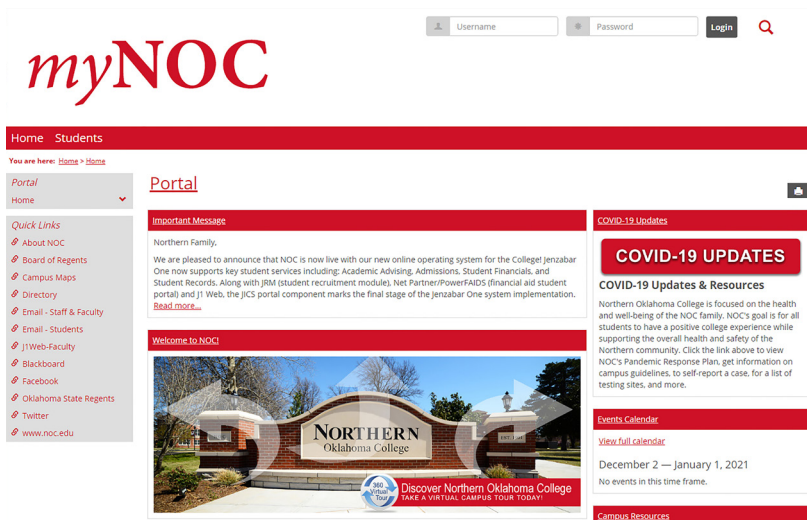 Username
Password
Login
myNOC
Home Students
You are here: Home > Home
Portal
Home
Quick Links
About NOC
Board of Regents
Campus Maps
Directory
Email - Staff & Faculty
Email - Students
J1Web-Faculty
Blackboard
Facebook
Oklahoma State Regents
Twitter
www.noc.edu
Portal
Important Message
Northern Family,
We are pleased to announce that NOC is now live with our new online operating system for the College! Jenzabar
One now supports key student services including: Academic Advising, Admissions, Student Financials, and
Student Records. Along with JRM (student recruitment module), Net Partner/PowerFAIDS (financial aid student
portal) and J1 Web, the JICS portal component marks the final stage of the Jenzabar One system implementation.
Read more...
Welcome to NOC!
NORTHERN
Oklahoma College
360
Virtual
Tour
Discover Northern Oklahoma College
TAKE A VIRTUAL CAMPUS TOUR TODAY!
COVID-19 Updates
COVID-19 UPDATES
COVID-19 Updates & Resources
Northern Oklahoma College is focused on the health
and well-being of the NOC family. NOC's goal is for all
students to have a positive college experience while
supporting the overall health and safety of the
Northern community. Click the link above to view
NOC's Pandemic Response Plan, get information on
campus guidelines, to self-report a case, for a list of
testing sites, and more.
Events Calendar
View full calendar
December 2 — January 1, 2021
No events in this time frame.
Campus Resources